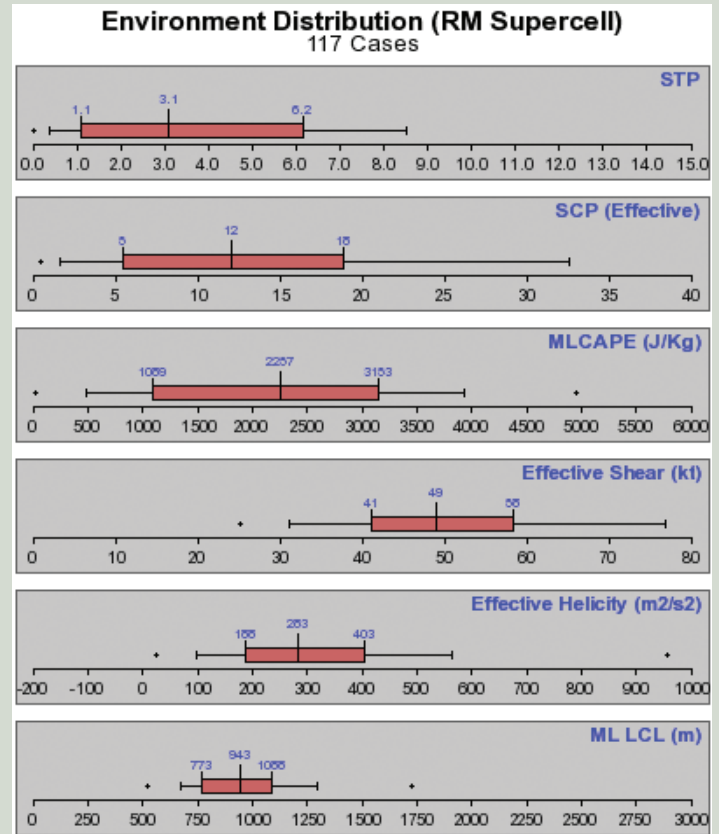 Environment Distribution (RM Supercell)
117 Cases
STP
1.1 3.1 6.2
0.0 1.0 2.0 3.0 4.0 5.0 6.0 7.0 8.0 9.0 10.0 11.0 12.0 13.0 14.0 15.0
SCP (Effective)
5 12 18
0 5 10 15 20 25 30 35 40
MLCAPE (J/Kg)
1089 2257 3153
0 500 1000 1500 2000 2500 3000 3500 4000 4500 5000 5500 6000
Effective Shear (kt)
41 49 58
0 10 20 30 40 50 60 70 80
Effective Helicity (m2/s2)
283 403
-200 -100 0 100 200 300 400 500 600 700 800 900 1000
ML LCL (m)
773 943 1088
0 250 500 750 1000 1250 1500 1750 2000 2250 2500 2750 3000